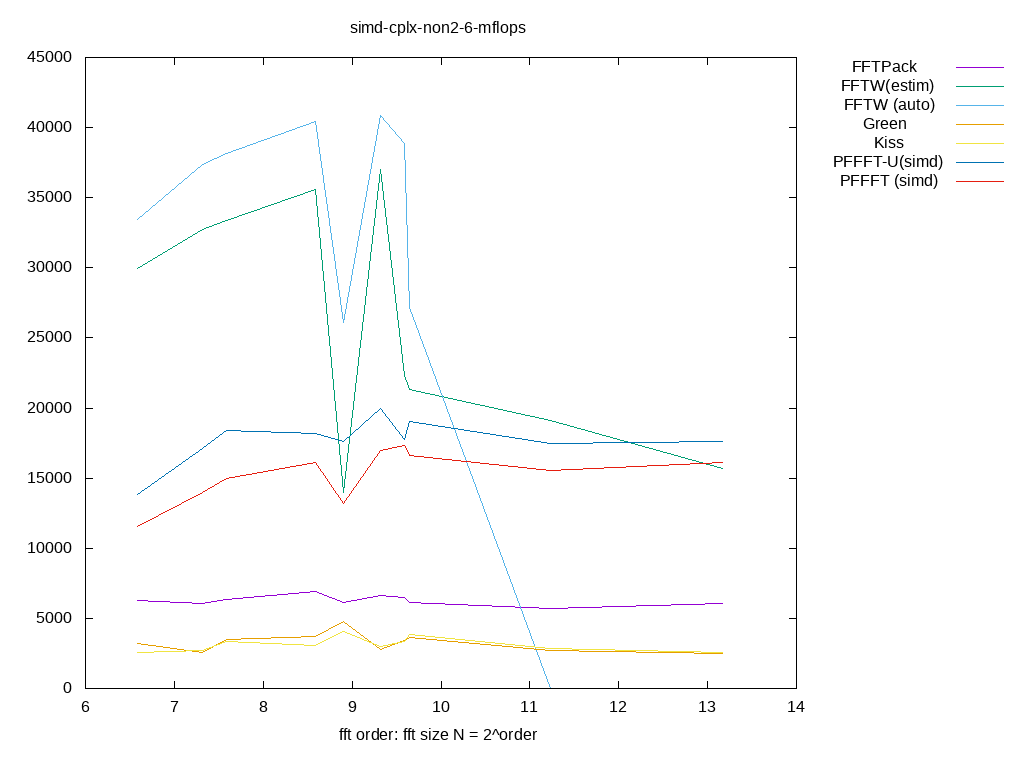 simd-cplx-non2-6-mflops
45000
40000
35000
30000
25000
20000
15000
10000
5000
0
6 7 8 9 10 11 12 13 14
fft order: fft size N = 2^order
FFTPack
FFTW(estim)
FFTW (auto)
Green
Kiss
PFFFT-U(simd)
PFFFT (simd)